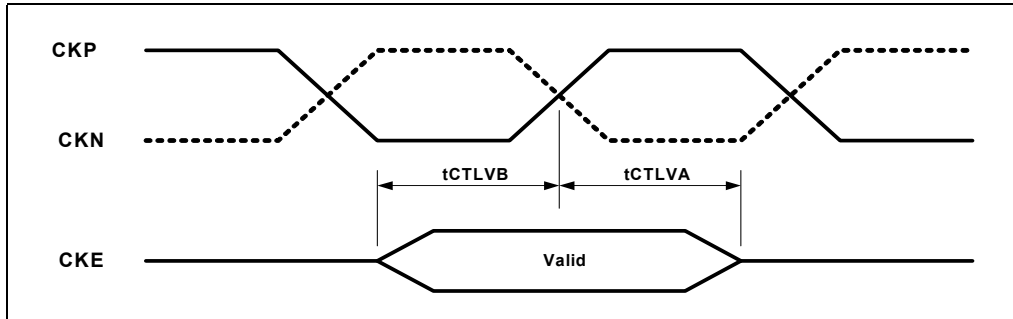 CKP
CKN
tCTLVB
tCTLVA
CKE
Valid